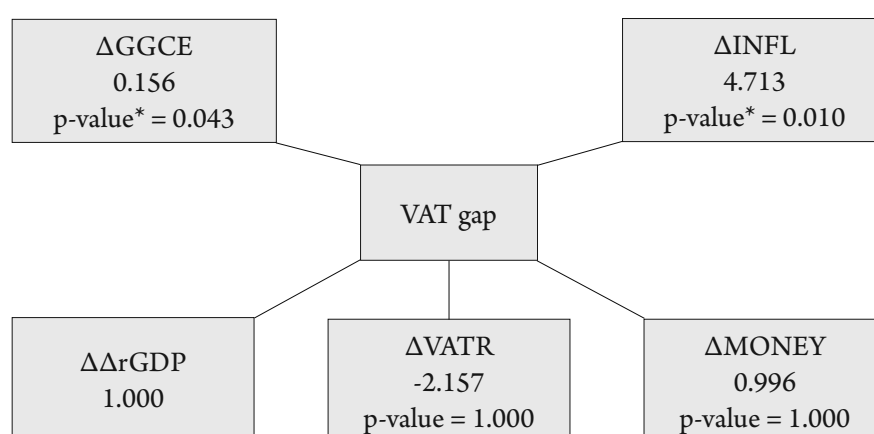 ΔGGCE
0.156
p-value* = 0.043
ΔINFL
4.713
p-value* = 0.010
VAT gap
ΔΔrGDP
1.000
ΔVATR
-2.157
p-value = 1.000
ΔMONEY
0.996
p-value = 1.000